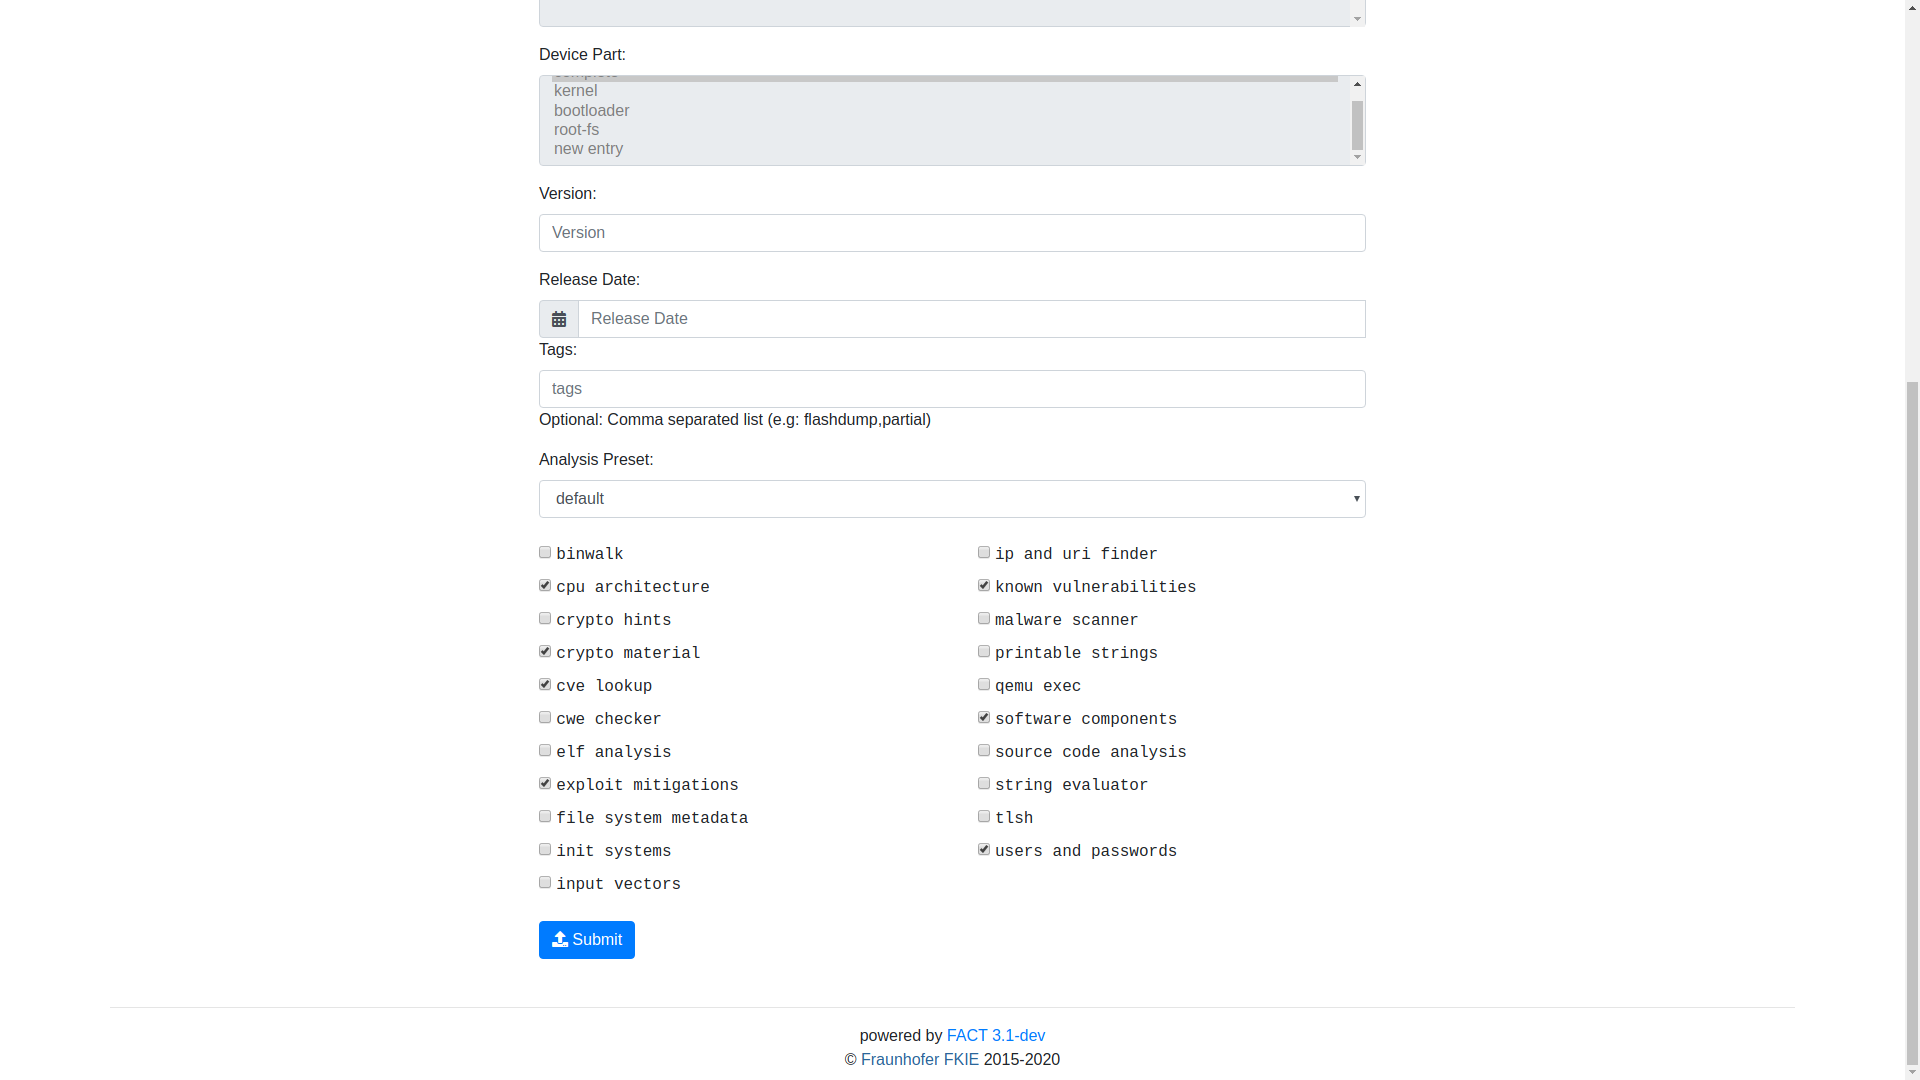 Device Part:
complete
kernel
bootloader
root-fs
new entry
Version:
Version
Release Date:
Release Date
Tags:
tags
Optional: Comma separated list (e.g: flashdump,partial)
Analysis Preset:
default
binwalk
cpu architecture
crypto hints
crypto material
cve lookup
cwe checker
elf analysis
exploit mitigations
file system metadata
init systems
input vectors
ip and uri finder
known vulnerabilities
malware scanner
printable strings
qemu exec
software components
source code analysis
string evaluator
tlsh
users and passwords
Submit
powered by FACT 3.1-dev
© Fraunhofer FKIE 2015-2020